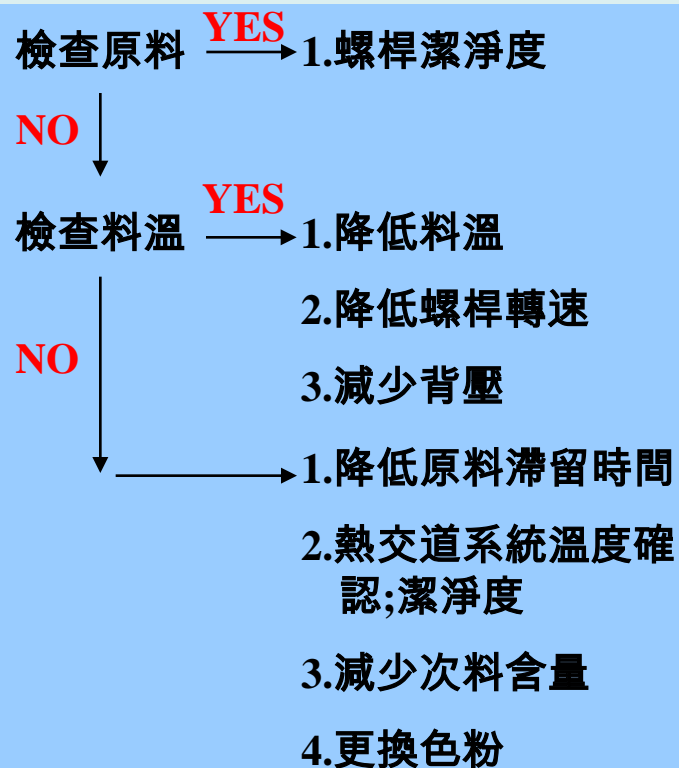 檢查原料 YES 1.螺桿潔淨度
NO
檢查料溫 YES 1.降低料溫
2.降低螺桿轉速
NO
3.減少背壓
1.降低原料滯留時間
2.熱交道系統溫度確
認;潔淨度
3.減少次料含量
4.更換色粉